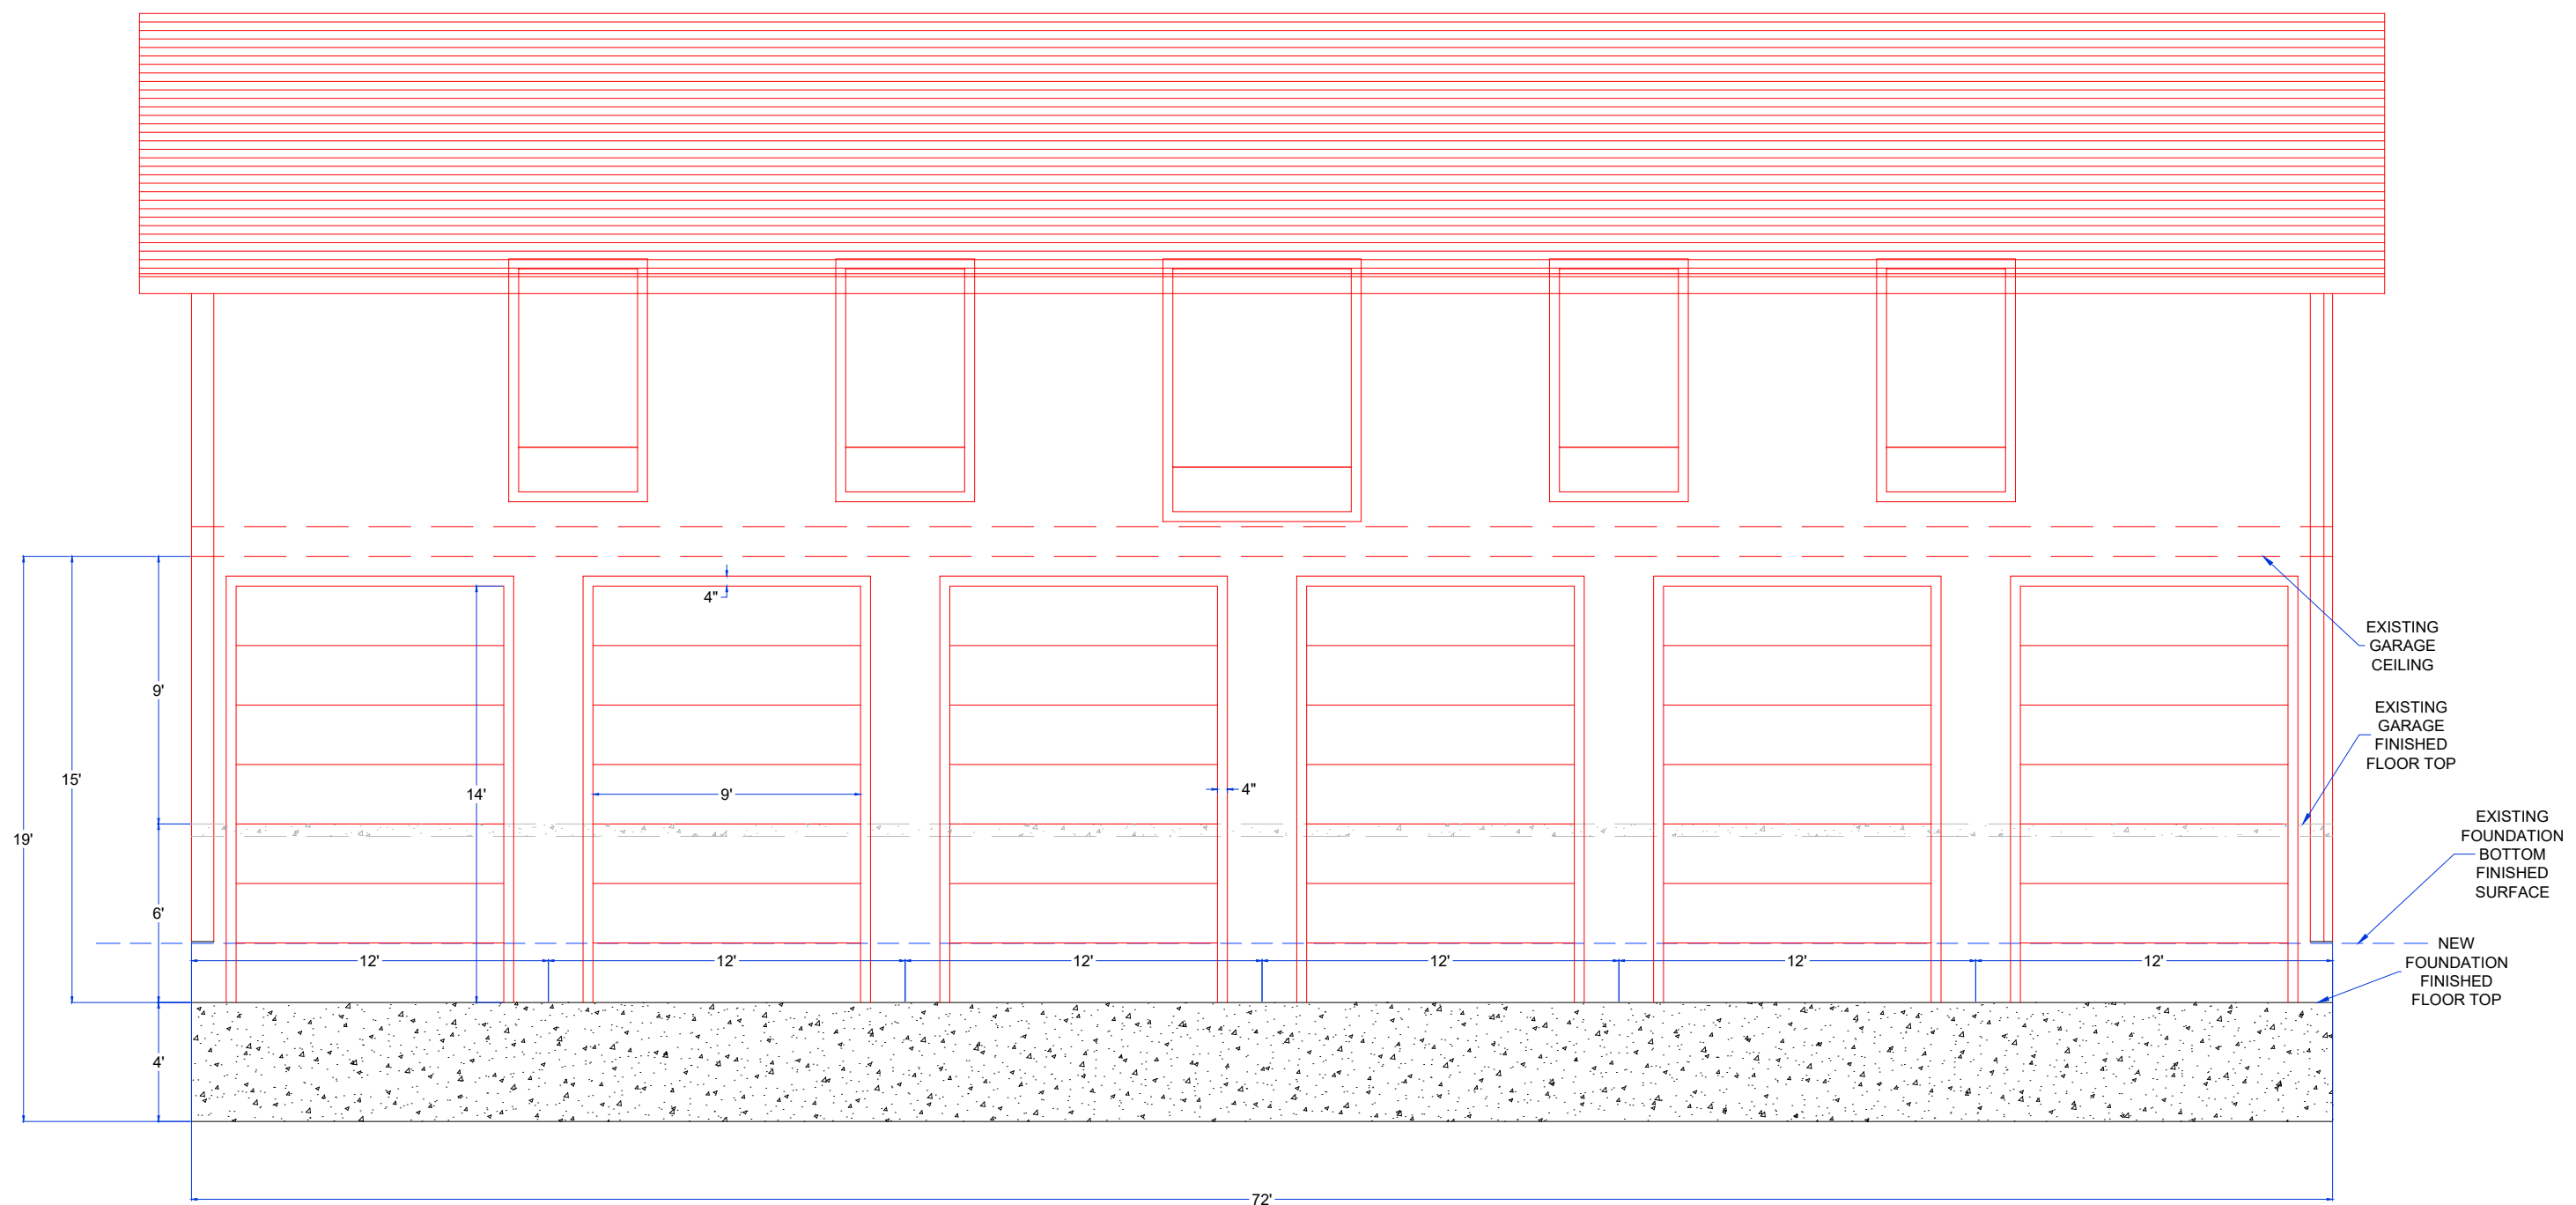 EXISTING
GARAGE
CEILING
EXISTING
GARAGE
FINISHED
FLOOR TOP
EXISTING
FOUNDATION
BOTTOM
FINISHED
SURFACE
NEW
FOUNDATION
FINISHED
FLOOR TOP
4"
9'
15'
14'
9'
4"
19'
6'
12'
12'
12'
12'
12'
12'
4'
72'